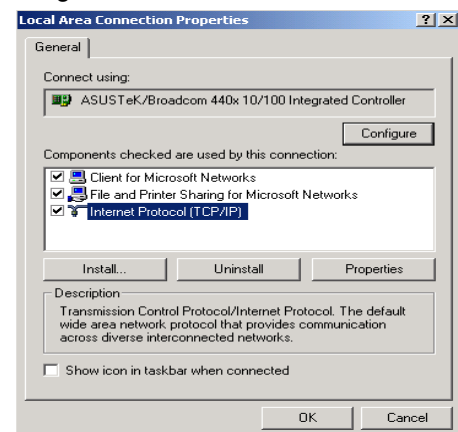 Local Area Connection Properties
General
Connect using:
ASUSTeK/Broadcom 440x 10/100 Integrated Controller
Configure
Components checked are used by this connection:
Client for Microsoft Networks
File and Printer Sharing for Microsoft Networks
Internet Protocol (TCP/IP)
Install... Uninstall Properties
Description
Transmission Control Protocol/Internet Protocol. The default
wide area network protocol that provides communication
across diverse interconnected networks.
Show icon in taskbar when connected
OK Cancel